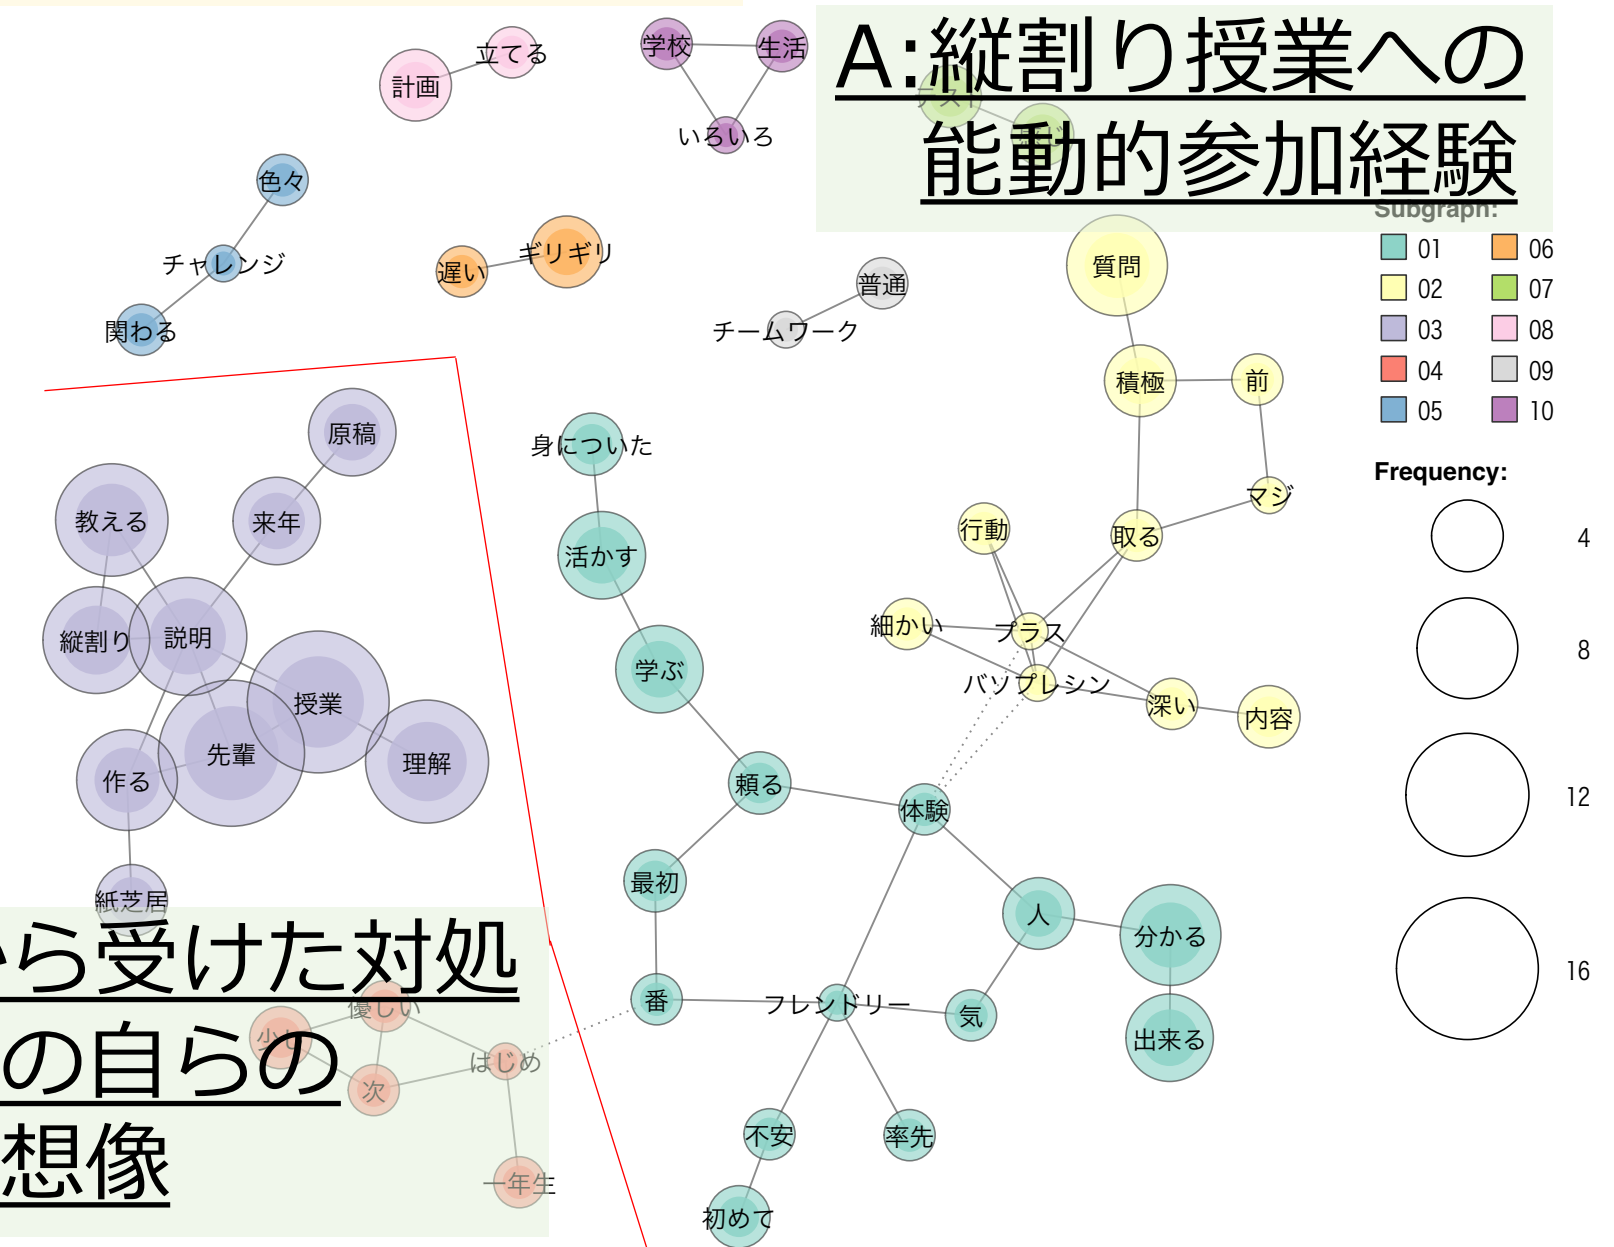 A:縦割り授業への
能動的参加経験
計画
立てる
学校
生活
いろいろ
テスト
色々
チャレンジ
関わる
遅い
ギリギリ
普通
チームワーク
質問
積極
前
マジ
取る
行動
細かい
プラス
バソプレシン
深い
内容
Subgraph:
01
02
03
04
05
06
07
08
09
10
Frequency:
4
8
12
16
原稿
教える
来年
縦割り
説明
授業
先輩
理解
作る
紙芝居
身についた
活かす
学ぶ
頼る
体験
最初
人
分かる
番
フレンドリー
気
出来る
不安
率先
初めて
から受けた対処
の自らの
想像
優しい
次
はじめ
一年生